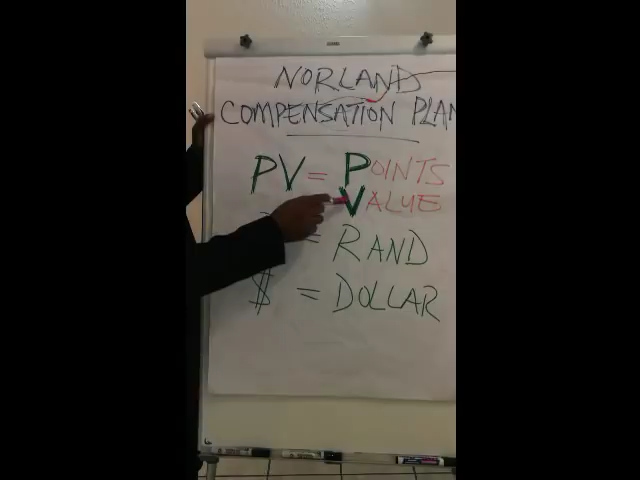 NORLAND
COMPENSATION PLAN
PV = POINTS
VALUE
= RAND
$ = DOLLAR